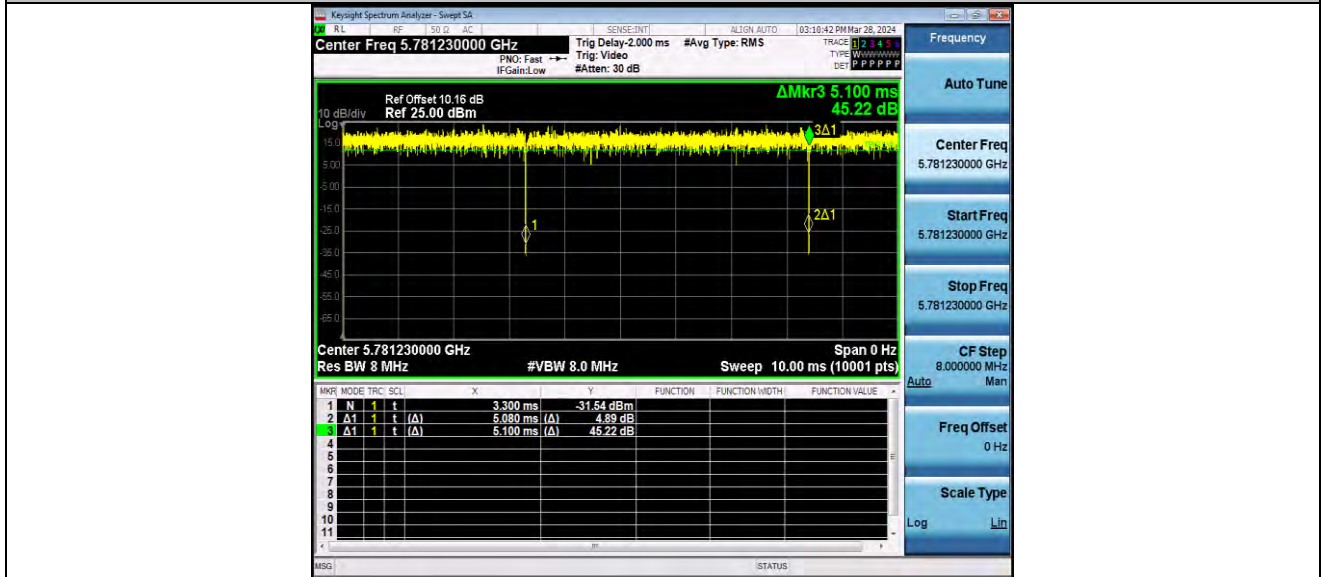 Keysight Spectrum Analyzer - Swept SA
RL RF 50 Ω AC SENSE:INT ALIGN AUTO 03:10:42 PM Mar 28, 2024
Center Freq 5.781230000 GHz
PNO: Fast
IFGain:Low
Trig Delay-2.000 ms
Trig: Video
#Atten: 30 dB
#Avg Type: RMS
TRACE 1 2 3 4 5 6
TYPE W
DET P P P P P P
Frequency
Auto Tune
Center Freq
5.781230000 GHz
Start Freq
5.781230000 GHz
Stop Freq
5.781230000 GHz
CF Step
8.000000 MHz
Auto Man
Freq Offset
0 Hz
Scale Type
Log Lin
ΔMkr3 5.100 ms
45.22 dB
Ref Offset 10.16 dB
10 dB/div Ref 25.00 dBm
Log
15.0
5.00
-5.00
-15.0
-25.0
-35.0
-45.0
-55.0
-65.0
3Δ1
2Δ1
1
Center 5.781230000 GHz Span 0 Hz
Res BW 8 MHz #VBW 8.0 MHz Sweep 10.00 ms (10001 pts)
MKR MODE TRC SCL X Y FUNCTION FUNCTION WIDTH FUNCTION VALUE
1 N 1 t 3.300 ms -31.54 dBm
2 Δ1 1 t (Δ) 5.080 ms (Δ) 4.89 dB
3 Δ1 1 t (Δ) 5.100 ms (Δ) 45.22 dB
4
5
6
7
8
9
10
11
MSG STATUS